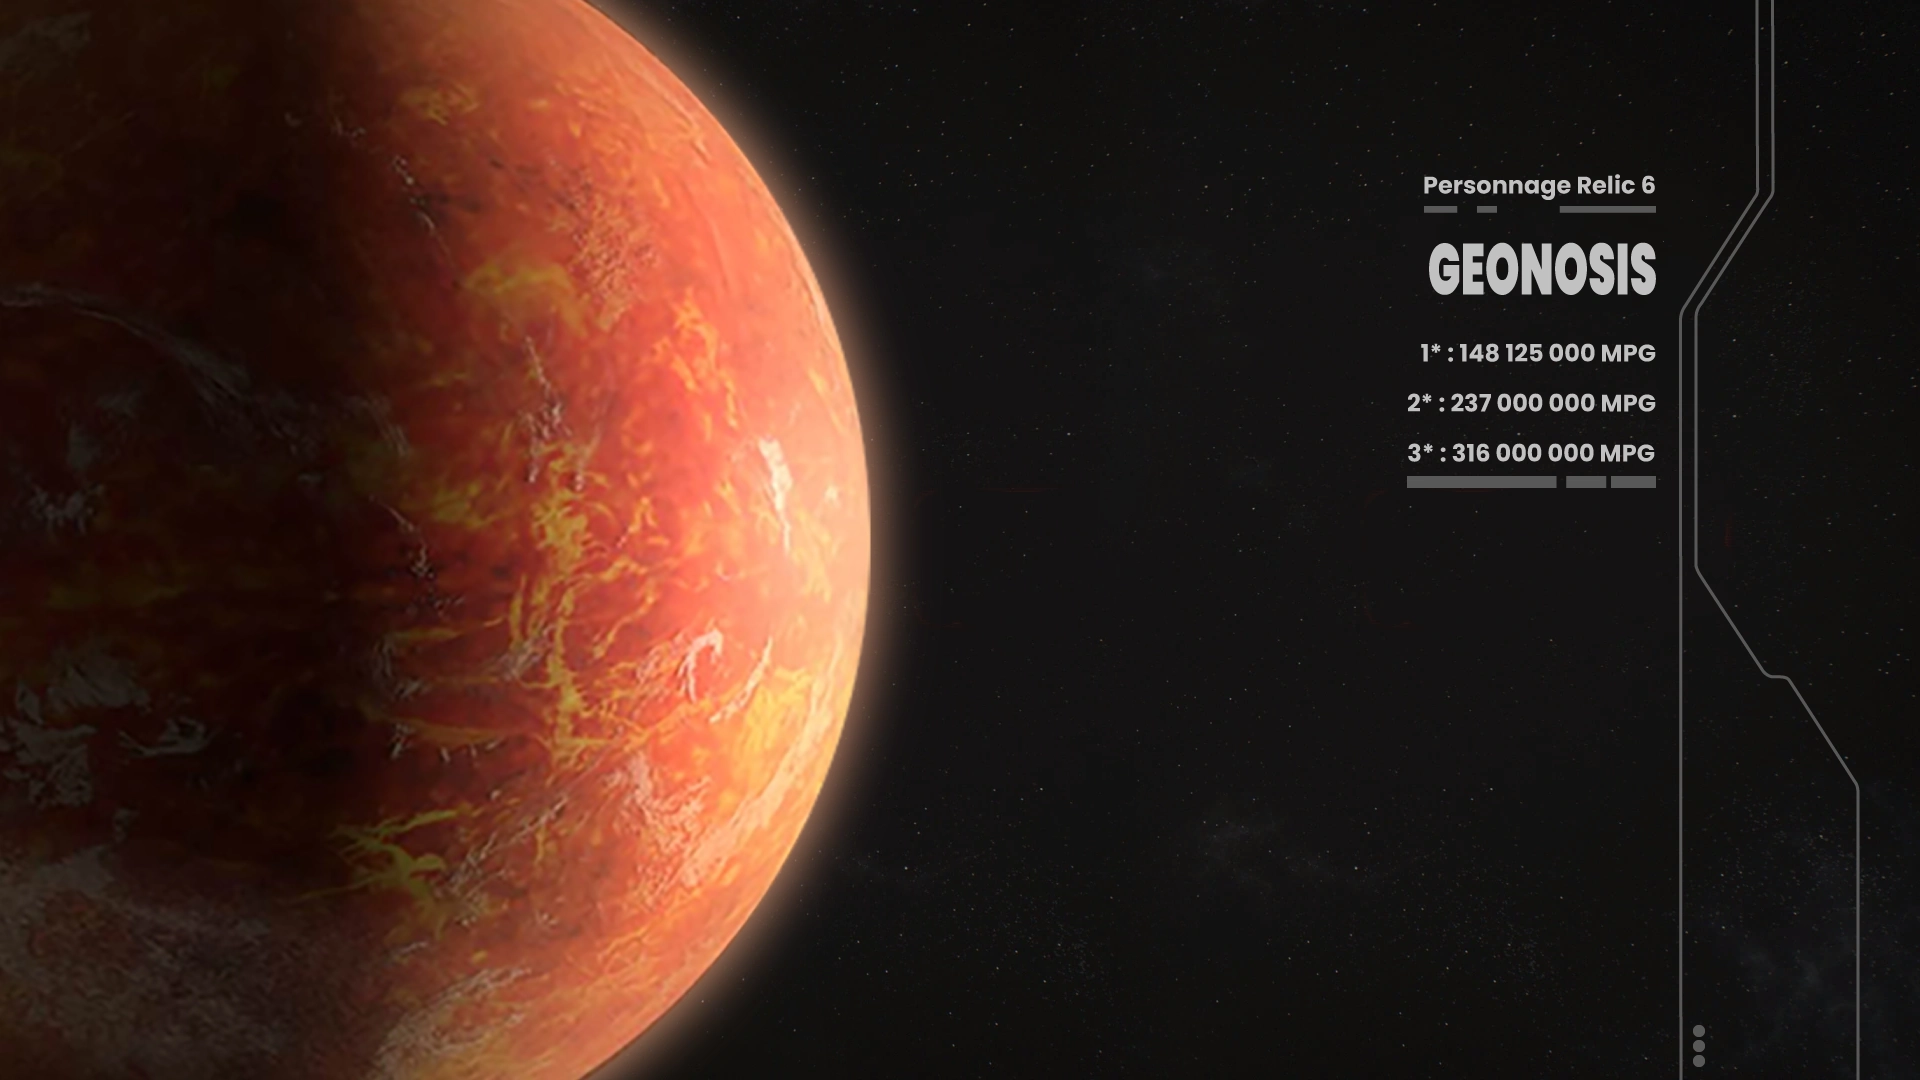 Personnage Relic 6
GEONOSIS
1* : 148 125 000 MPG
2* : 237 000 000 MPG
3* : 316 000 000 MPG